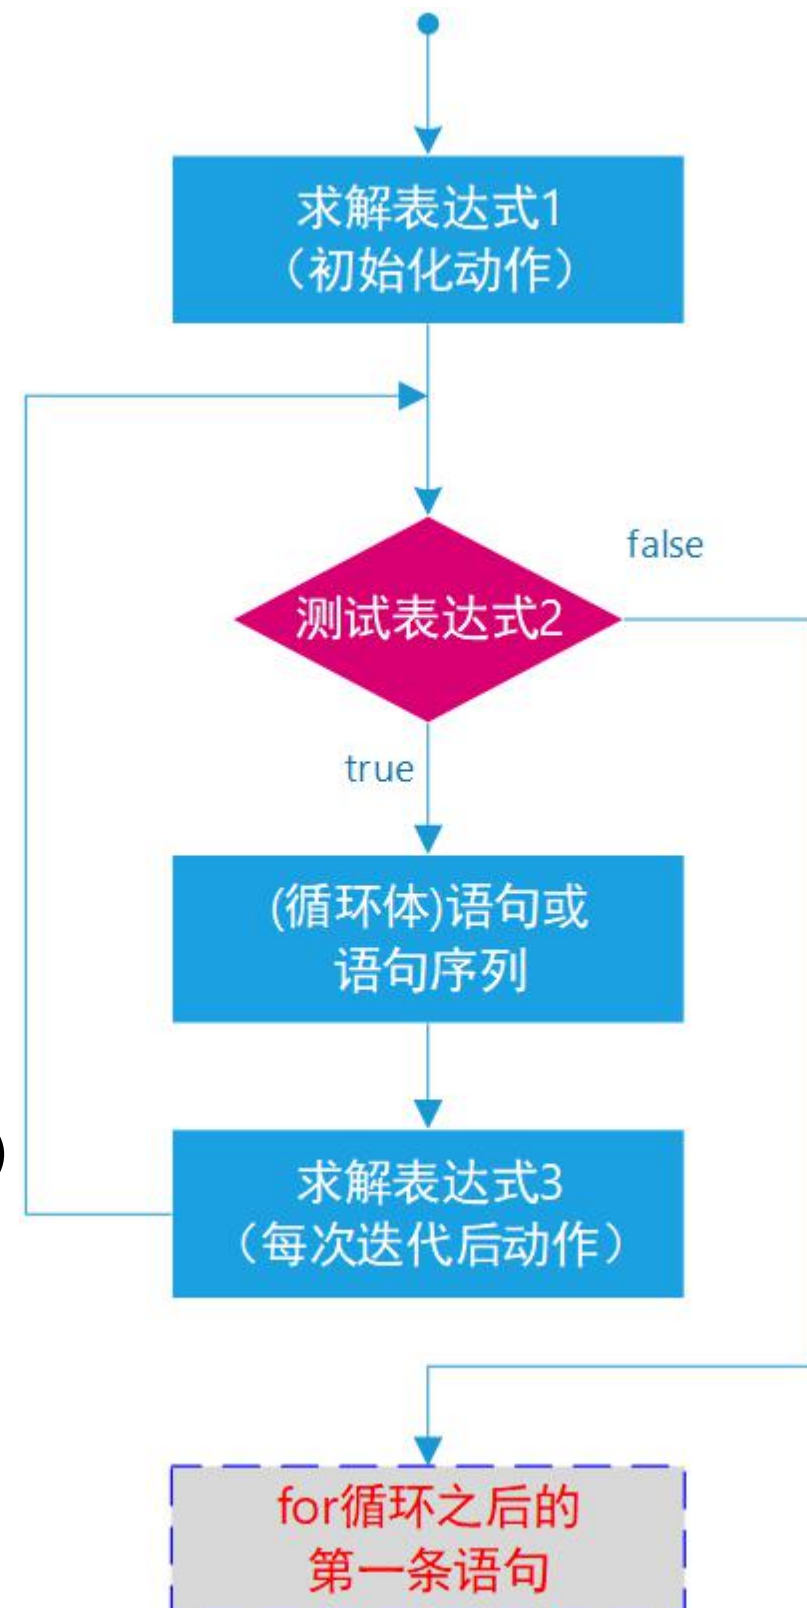 求解表达式1
（初始化动作）
false
测试表达式2
true
(循环体)语句或
语句序列
)
求解表达式3
（每次迭代后动作）
for循环之后的
第一条语句